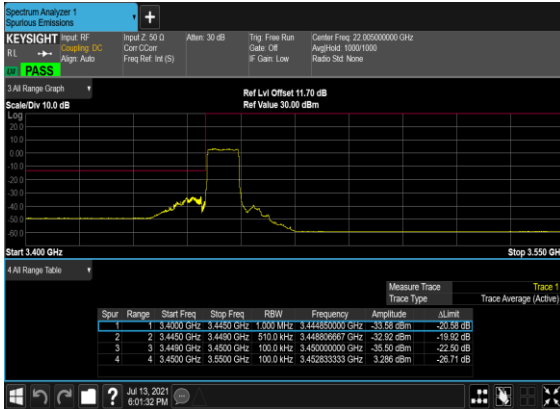 Spectrum Analyzer 1
Spurious Emissions
+
KEYSIGHT Input: RF Input Z: 50 Ω Atten: 30 dB Trig: Free Run Center Freq: 22.005000000 GHz
RL Coupling: DC Corr CCorr Gate: Off Avg|Hold: 1000/1000
Align: Auto Freq Ref: Int (S) IF Gain: Low Radio Std: None
PASS
3 All Range Graph
Ref Lvl Offset 11.70 dB
Scale/Div 10.0 dB Ref Value 30.00 dBm
Log
20.0
10.0
0.00
-10.0
-20.0
-30.0
-40.0
-50.0
-60.0
Start 3.400 GHz Stop 3.550 GH
4 All Range Table
Measure Trace Trace 1
Trace Type Trace Average (Active)
Spur Range Start Freq Stop Freq RBW Frequency Amplitude ΔLimit
1 1 3.4000 GHz 3.4450 GHz 1.000 MHz 3.444850000 GHz -33.58 dBm -20.58 dB
2 2 3.4450 GHz 3.4490 GHz 510.0 kHz 3.448806667 GHz -32.92 dBm -19.92 dB
3 3 3.4490 GHz 3.4500 GHz 100.0 kHz 3.450000000 GHz -35.50 dBm -22.50 dB
4 4 3.4500 GHz 3.5500 GHz 100.0 kHz 3.452833333 GHz 3.286 dBm -26.71 dB
? Jul 13, 2021
6:01:32 PM